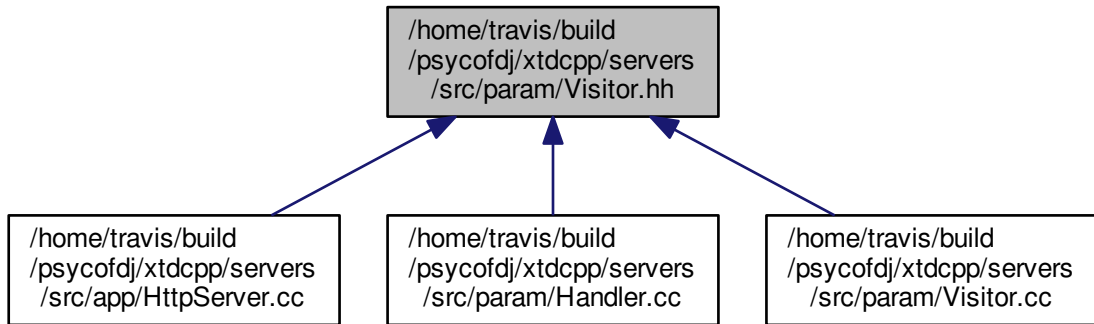 /home/travis/build
/psycofdj/xtdcpp/servers
/src/param/Visitor.hh
/home/travis/build
/psycofdj/xtdcpp/servers
/src/app/HttpServer.cc
/home/travis/build
/psycofdj/xtdcpp/servers
/src/param/Handler.cc
/home/travis/build
/psycofdj/xtdcpp/servers
/src/param/Visitor.cc